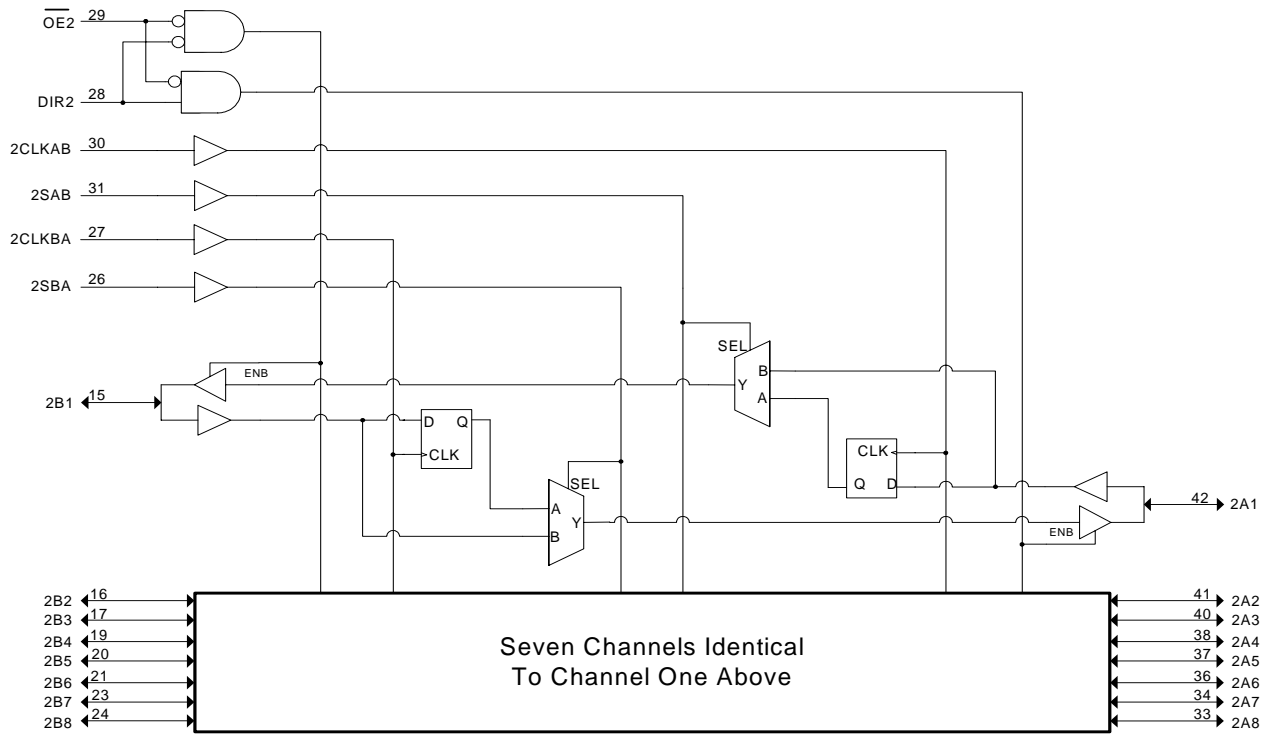 OE2 29
DIR2 28
2CLKAB 30
2SAB 31
2CLKBA 27
2SBA 26
SEL
ENB
B
Y
A
2B1 15
D Q
CLK
CLK
Q D
SEL
A
Y
B
42 2A1
ENB
2B2 16
2B3 17
2B4 19
2B5 20
2B6 21
2B7 23
2B8 24
Seven Channels Identical
To Channel One Above
41 2A2
40 2A3
38 2A4
37 2A5
36 2A6
34 2A7
33 2A8